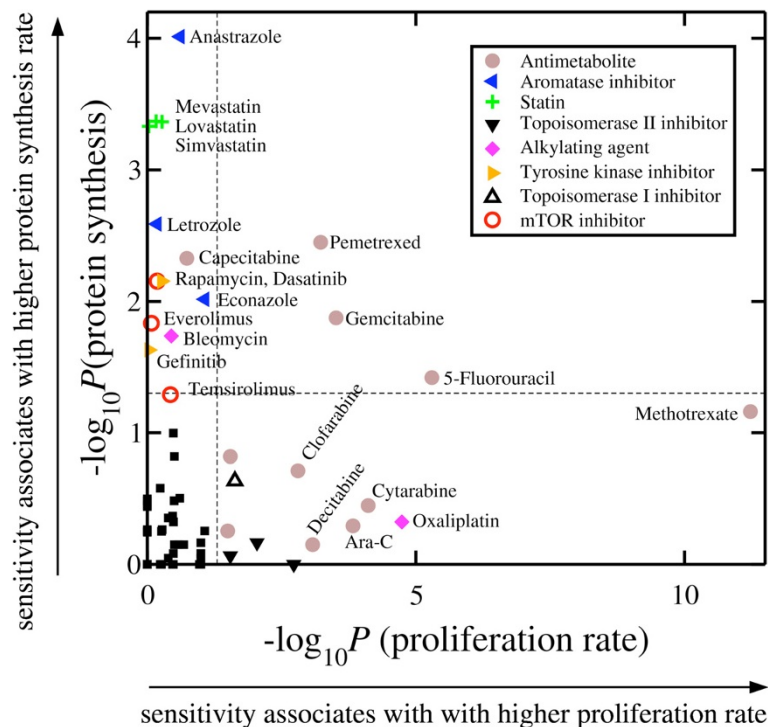 sensitivity associates with higher protein synthesis rate
-log10P(protein synthesis)
4
3
2
1
0
Anastrazole
Mevastatin
Lovastatin
Simvastatin
Letrozole
Capecitabine
Pemetrexed
Rapamycin, Dasatinib
Econazole
Everolimus
Gemcitabine
Bleomycin
Gefinitib
5-Fluorouracil
Temsirolimus
Methotrexate
Clofarabine
Decitabine
Cytarabine
Oxaliplatin
Ara-C
Antimetabolite
Aromatase inhibitor
Statin
Topoisomerase II inhibitor
Alkylating agent
Tyrosine kinase inhibitor
Topoisomerase I inhibitor
mTOR inhibitor
0 5 10
-log10P (proliferation rate)
sensitivity associates with with higher proliferation rate